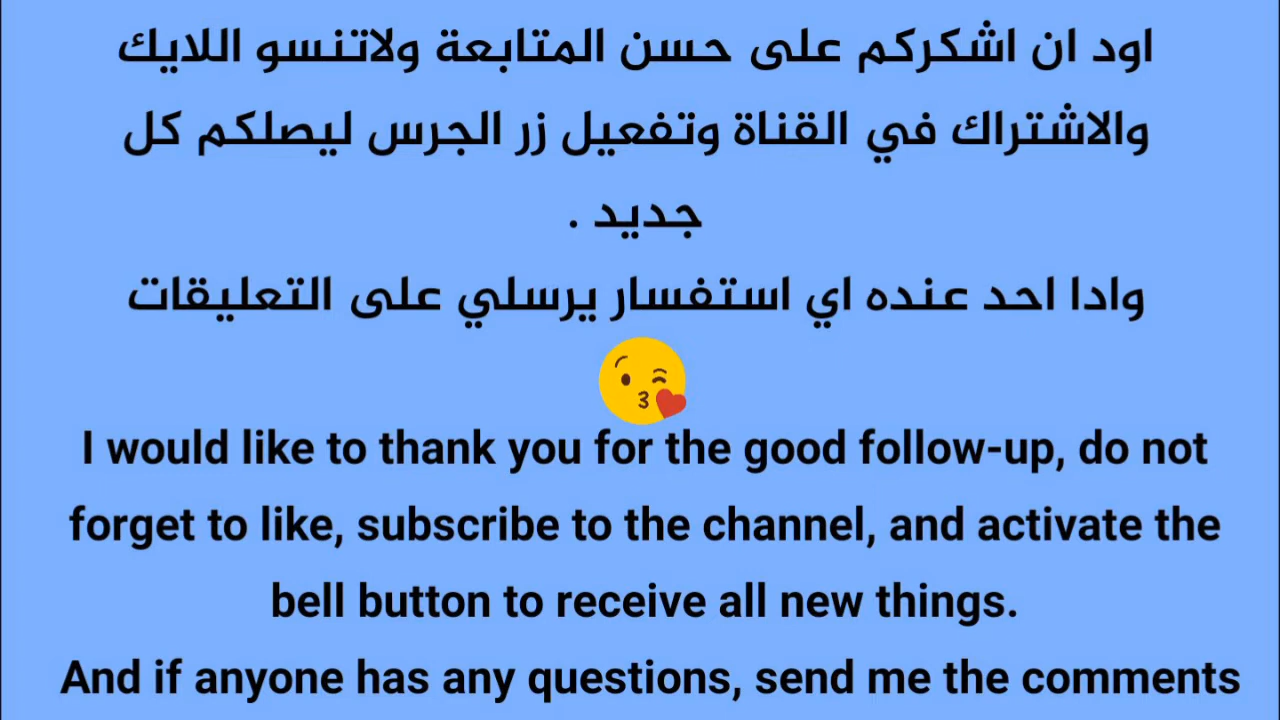 اود ان اشكركم على حسن المتابعة ولاتنسو اللايك
والاشتراك في القناة وتفعيل زر الجرس ليصلكم كل
جديد .
وادا احد عنده اي استفسار يرسلي على التعليقات
😘
I would like to thank you for the good follow-up, do not
forget to like, subscribe to the channel, and activate the
bell button to receive all new things.
And if anyone has any questions, send me the comments